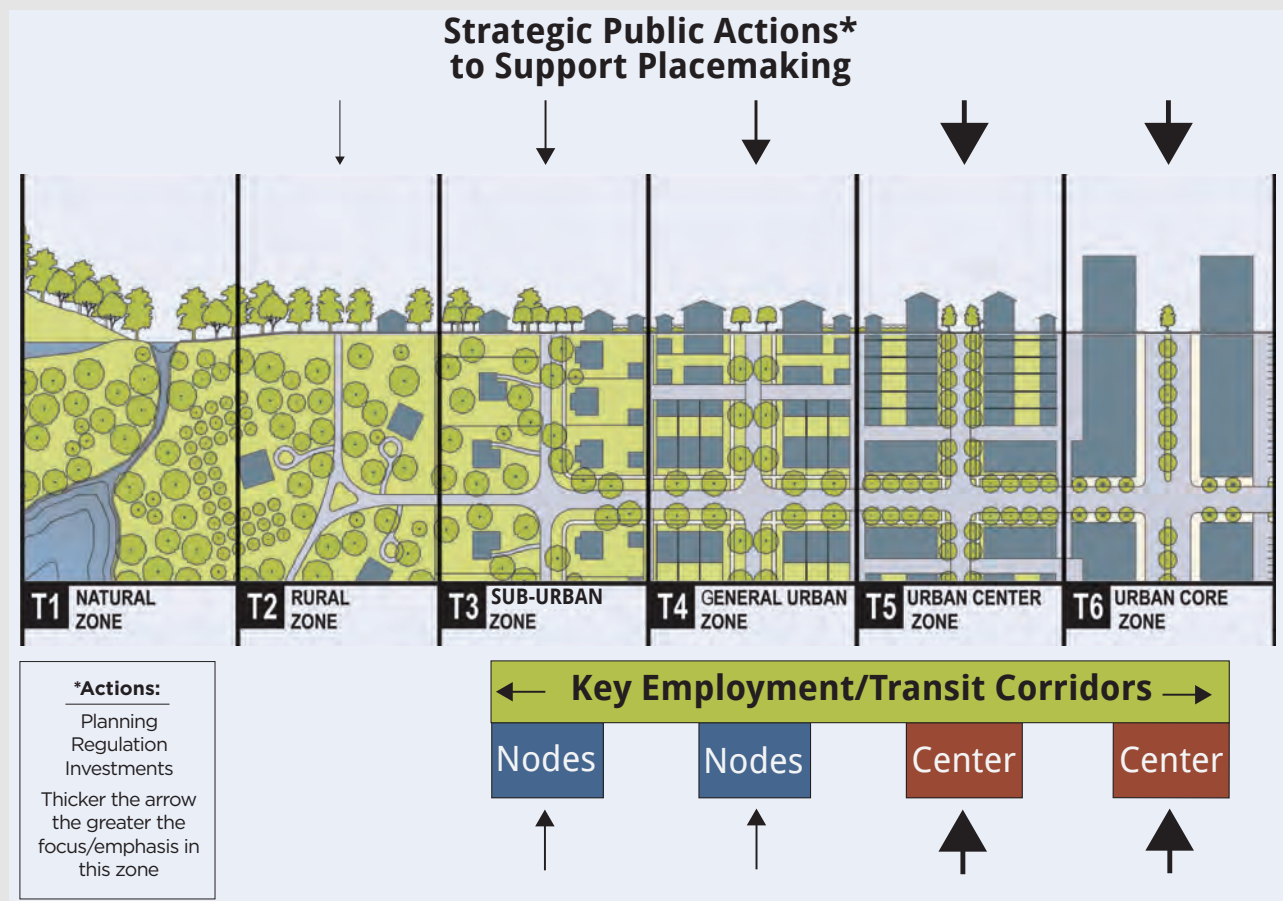 Strategic Public Actions*
to Support Placemaking
T1 NATURAL
ZONE
T2 RURAL
ZONE
T3 SUB-URBAN
ZONE
T4 GENERAL URBAN
ZONE
T5 URBAN CENTER
ZONE
T6 URBAN CORE
ZONE
*Actions:
Planning
Regulation
Investments
Thicker the arrow
the greater the
focus/emphasis in
this zone
Key Employment/Transit Corridors
Nodes
Nodes
Center
Center